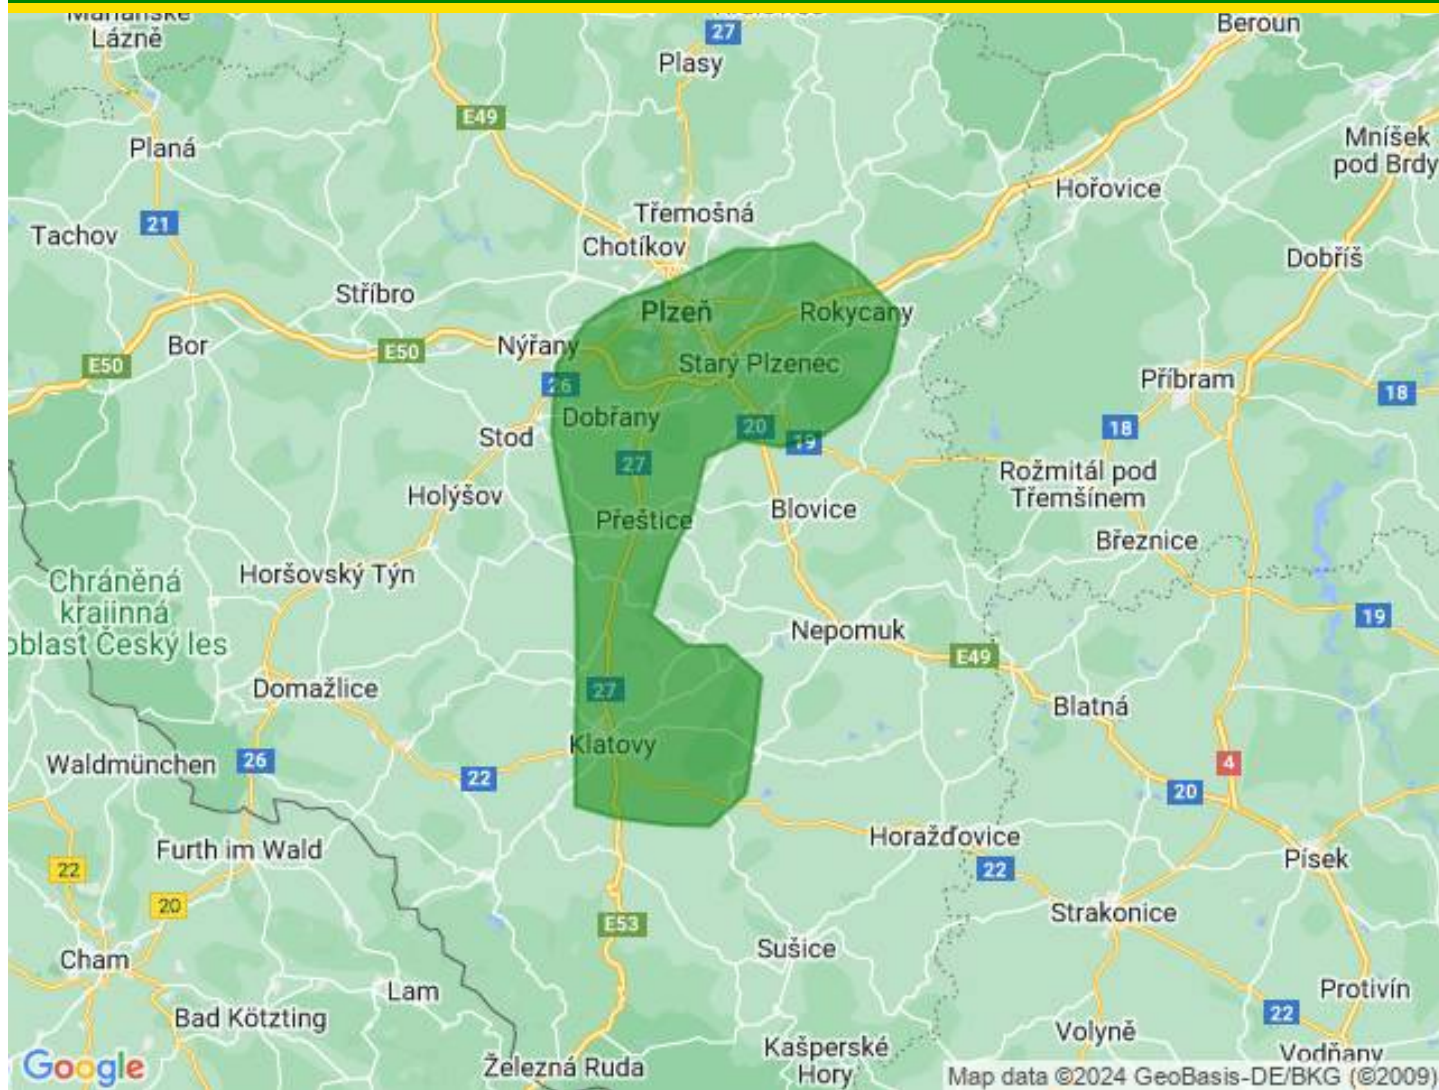 Mariánské
Lázně
27
Plasy
Beroun
E49
Planá
Mníšek
pod Brdy
Hořovice
Třemošná
Tachov
21
Chotíkov
Dobříš
Stříbro
Plzeň
Rokycany
Bor
Nýřany
E50
E50
Starý Plzenec
Příbram
26
18
Dobřany
20
18
Stod
19
27
Rožmitál pod
Třemšínem
Holýšov
Blovice
Přeštice
Březnice
Horšovský Týn
Chráněná
krajinná
oblast Český les
19
Nepomuk
E49
Domažlice
27
Blatná
Klatovy
Waldmünchen
26
22
4
20
Horažďovice
Furth im Wald
Písek
22
22
20
Strakonice
E53
Sušice
Cham
Lam
Protivín
Bad Kötzting
22
Volyně
Kašperské
Hory
Vodňany
Google
Železná Ruda
Map data ©2024 GeoBasis-DE/BKG (©2009)